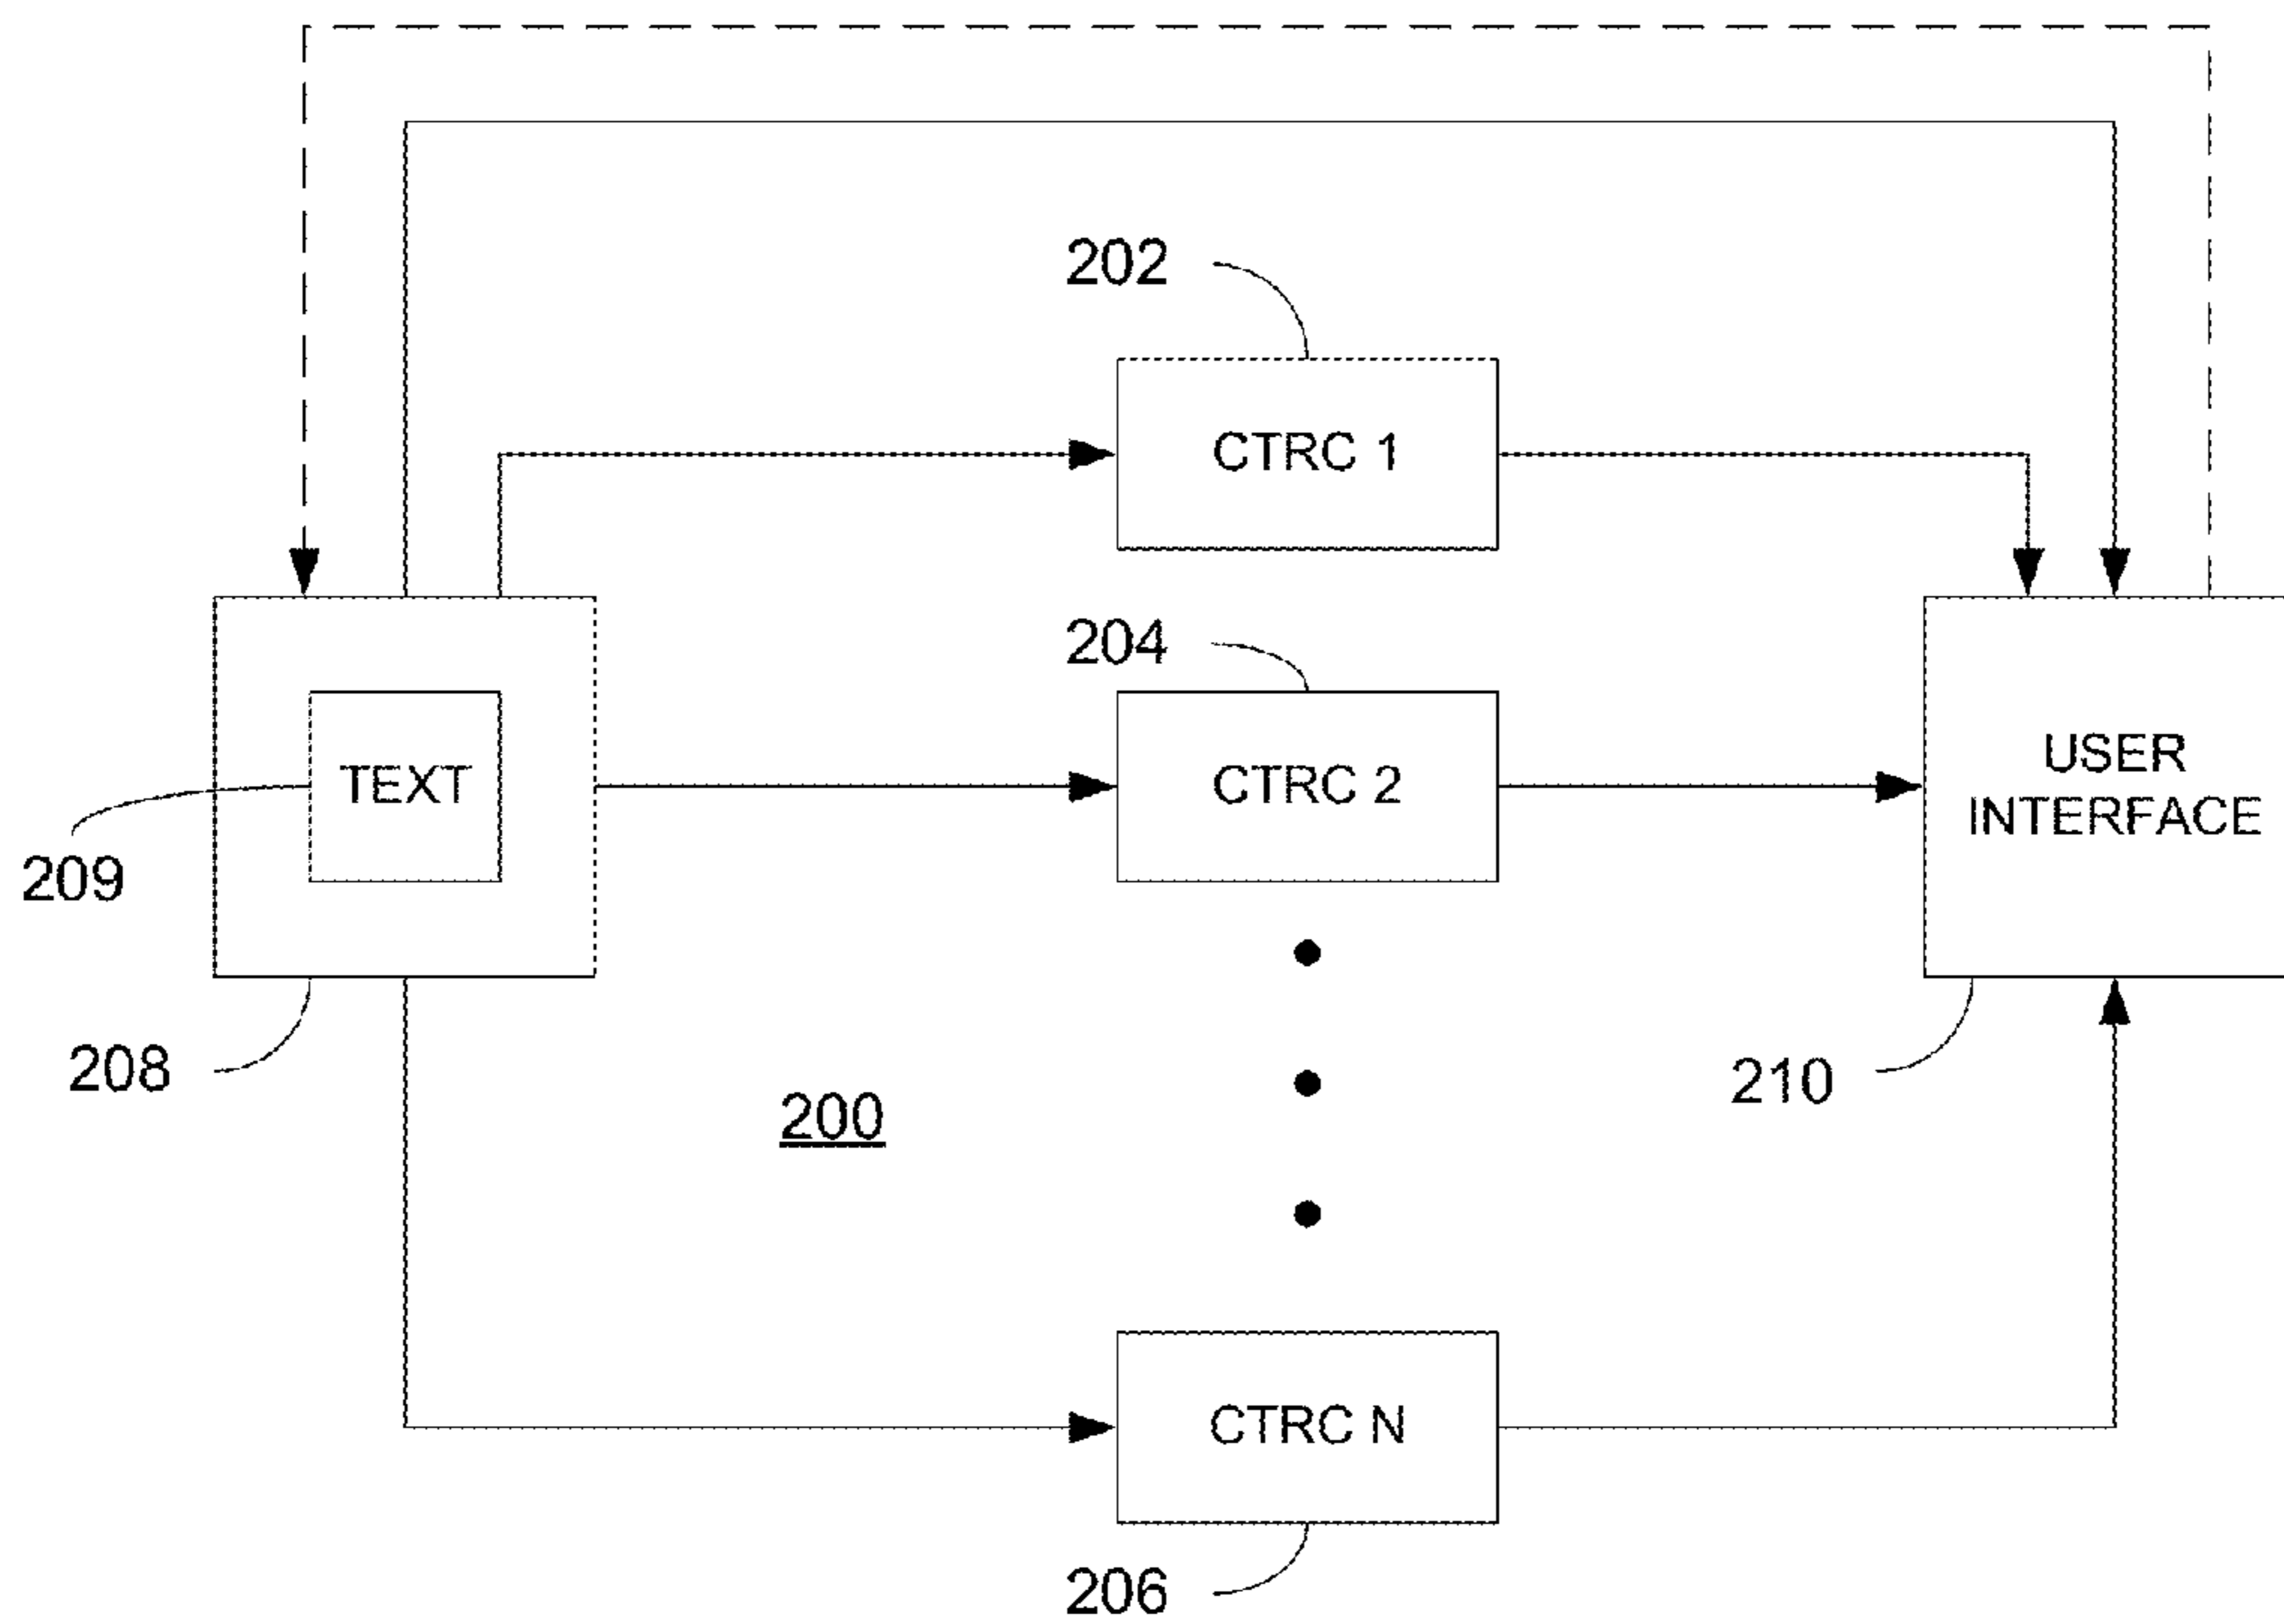 202
CTRC 1
204
TEXT
CTRC 2
USER
INTERFACE
209
208
200
210
CTRC N
206